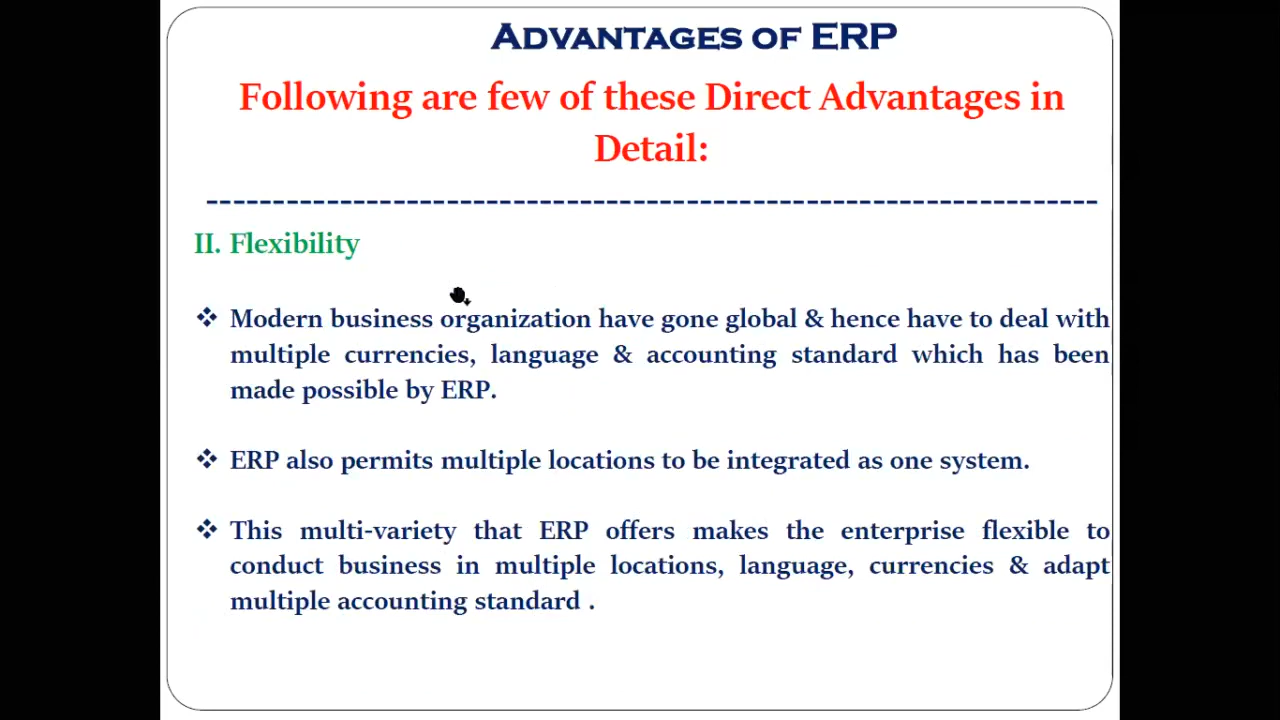 ADVANTAGES OF ERP
Following are few of these Direct Advantages in
Detail:
-------------------------------------------------------------------
II. Flexibility
❖ Modern business organization have gone global & hence have to deal with
multiple currencies, language & accounting standard which has been
made possible by ERP.
❖ ERP also permits multiple locations to be integrated as one system.
❖ This multi-variety that ERP offers makes the enterprise flexible to
conduct business in multiple locations, language, currencies & adapt
multiple accounting standard .